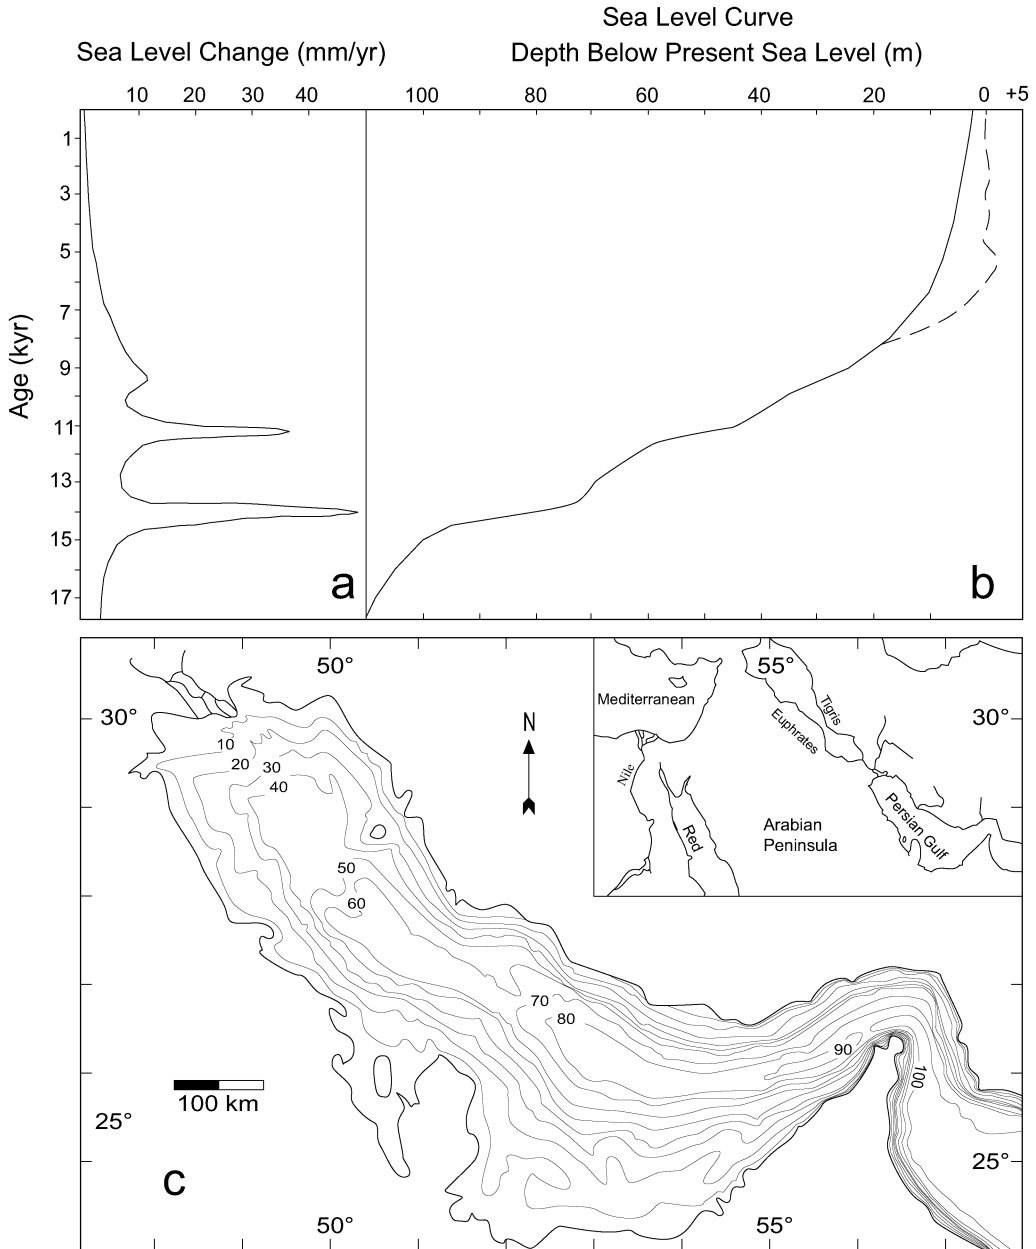 Sea Level Curve
Sea Level Change (mm/yr)
Depth Below Present Sea Level (m)
10 20 30 40 100 80 60 40 20 0 +5
Age (kyr)
1
3
5
7
9
11
13
15
17
a
b
50°
55°
30°
30°
N
Mediterranean
Tigris
Euphrates
Nile
Red
Persian Gulf
Arabian
Peninsula
10
20
30
40
50
60
70
80
90
100
100 km
25°
25°
c
50°
55°